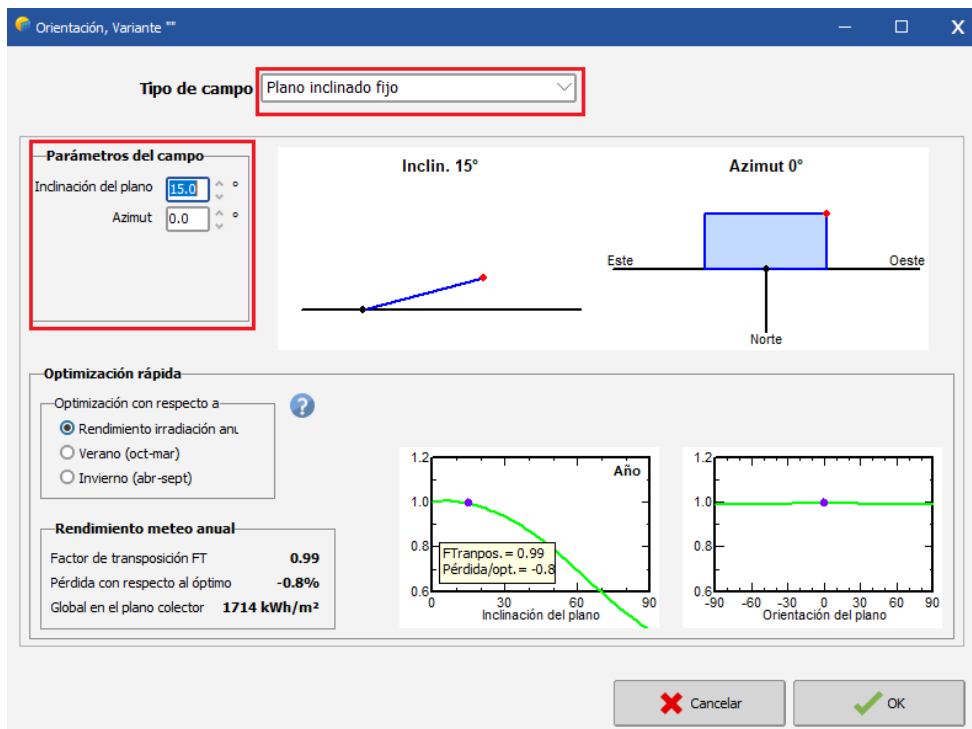 Orientación, Variante ""
Tipo de campo Plano inclinado fijo
Parámetros del campo
Inclinación del plano 15.0 °
Azimut 0.0 °
Inclin. 15°
Azimut 0°
Este
Oeste
Norte
Optimización rápida
Optimización con respecto a
Rendimiento irradiación anu
Verano (oct-mar)
Invierno (abr-sept)
Rendimiento meteo anual
Factor de transposición FT 0.99
Pérdida con respecto al óptimo -0.8%
Global en el plano colector 1714 kWh/m²
1.2
1.0
0.8
0.6
Año
FTranpos.= 0.99
Pérdida/opt.= -0.8
0 30 60 90
Inclinación del plano
1.2
1.0
0.8
0.6
-90 -60 -30 0 30 60 90
Orientación del plano
Cancelar
OK